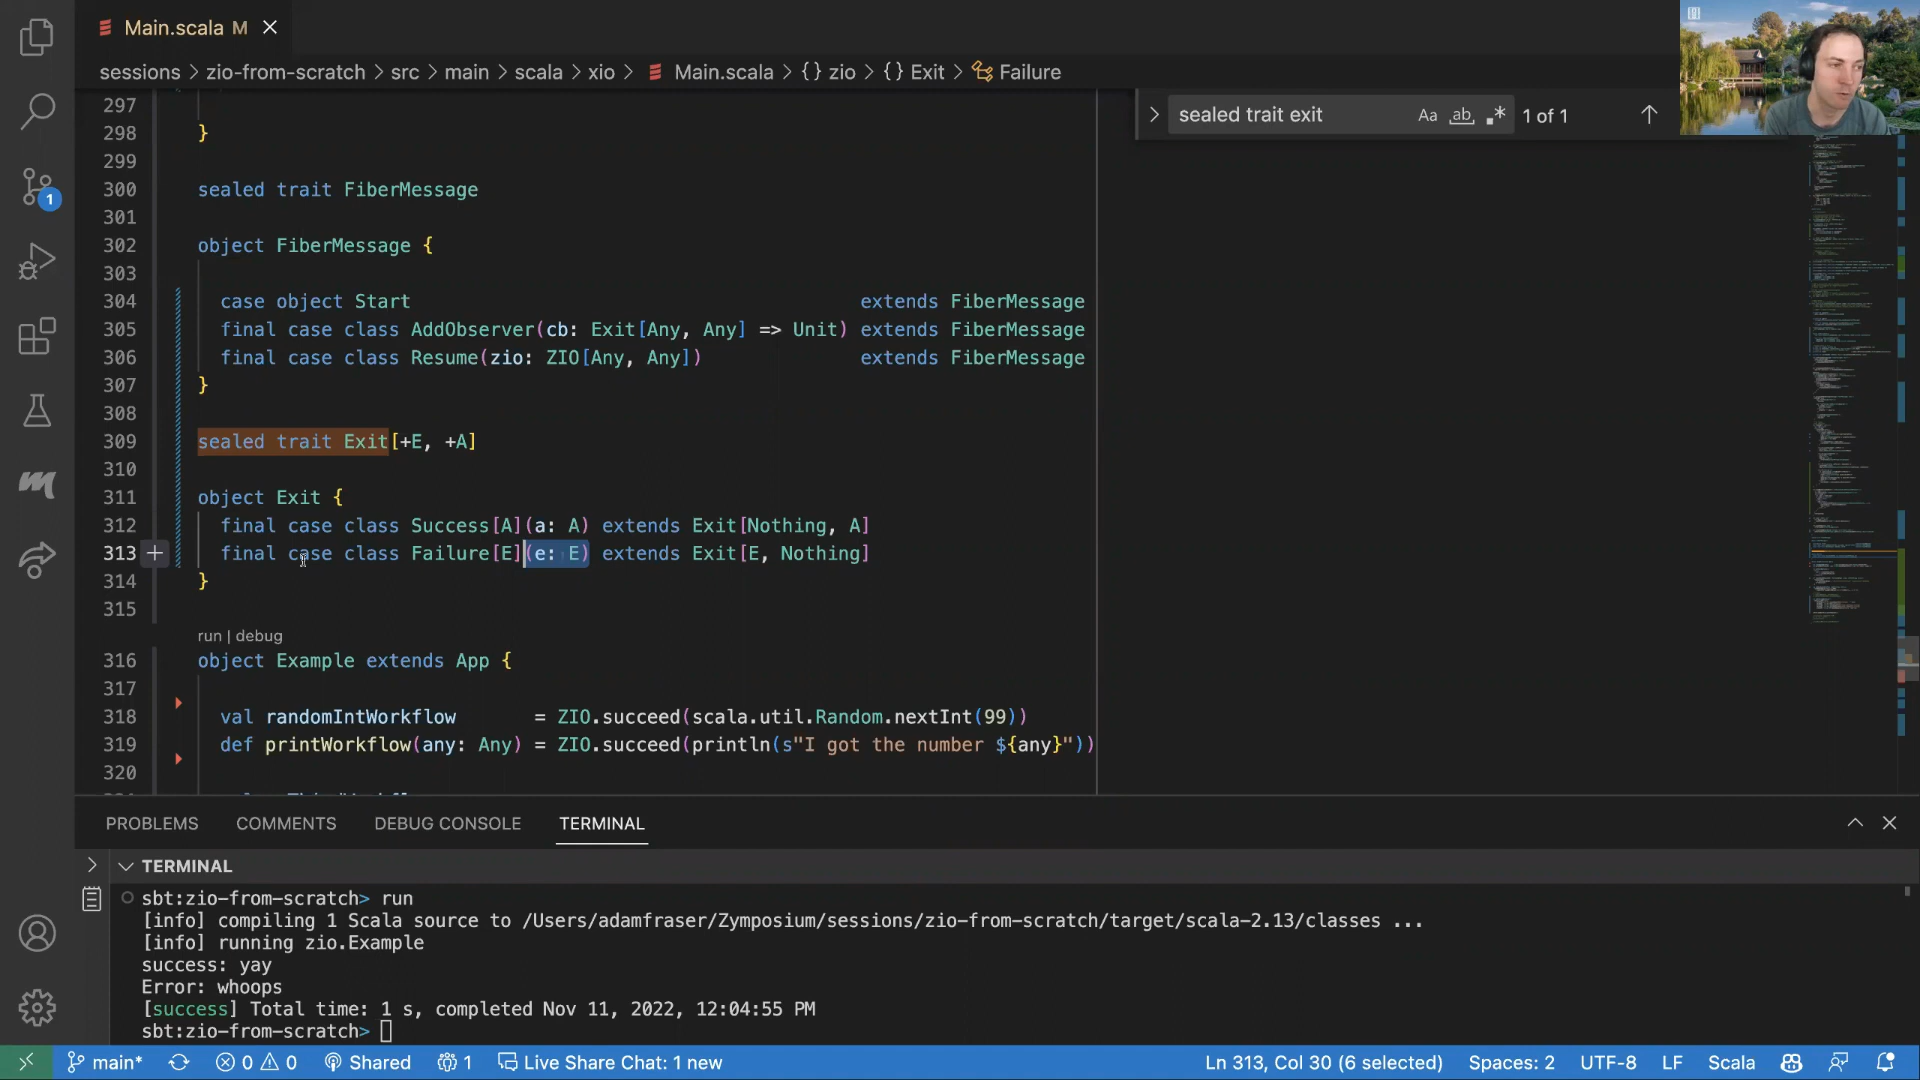 Main.scala M
sessions > zio-from-scratch > src > main > scala > xio > Main.scala > {} zio > {} Exit > Failure
sealed trait exit Aa ab .* 1 of 1
297
298 }
299
300 sealed trait FiberMessage
301
302 object FiberMessage {
303
304 case object Start extends FiberMessage
305 final case class AddObserver(cb: Exit[Any, Any] => Unit) extends FiberMessage
306 final case class Resume(zio: ZIO[Any, Any]) extends FiberMessage
307 }
308
309 sealed trait Exit[+E, +A]
310
311 object Exit {
312 final case class Success[A](a: A) extends Exit[Nothing, A]
313 final case class Failure[E](e: E) extends Exit[E, Nothing]
314 }
315
run | debug
316 object Example extends App {
317
318 val randomIntWorkflow = ZIO.succeed(scala.util.Random.nextInt(99))
319 def printWorkflow(any: Any) = ZIO.succeed(println(s"I got the number ${any}"))
320
PROBLEMS COMMENTS DEBUG CONSOLE TERMINAL
TERMINAL
sbt:zio-from-scratch> run
[info] compiling 1 Scala source to /Users/adamfraser/Zymposium/sessions/zio-from-scratch/target/scala-2.13/classes ...
[info] running zio.Example
success: yay
Error: whoops
[success] Total time: 1 s, completed Nov 11, 2022, 12:04:55 PM
sbt:zio-from-scratch>
1
main* 0 0 Shared 1 Live Share Chat: 1 new Ln 313, Col 30 (6 selected) Spaces: 2 UTF-8 LF Scala